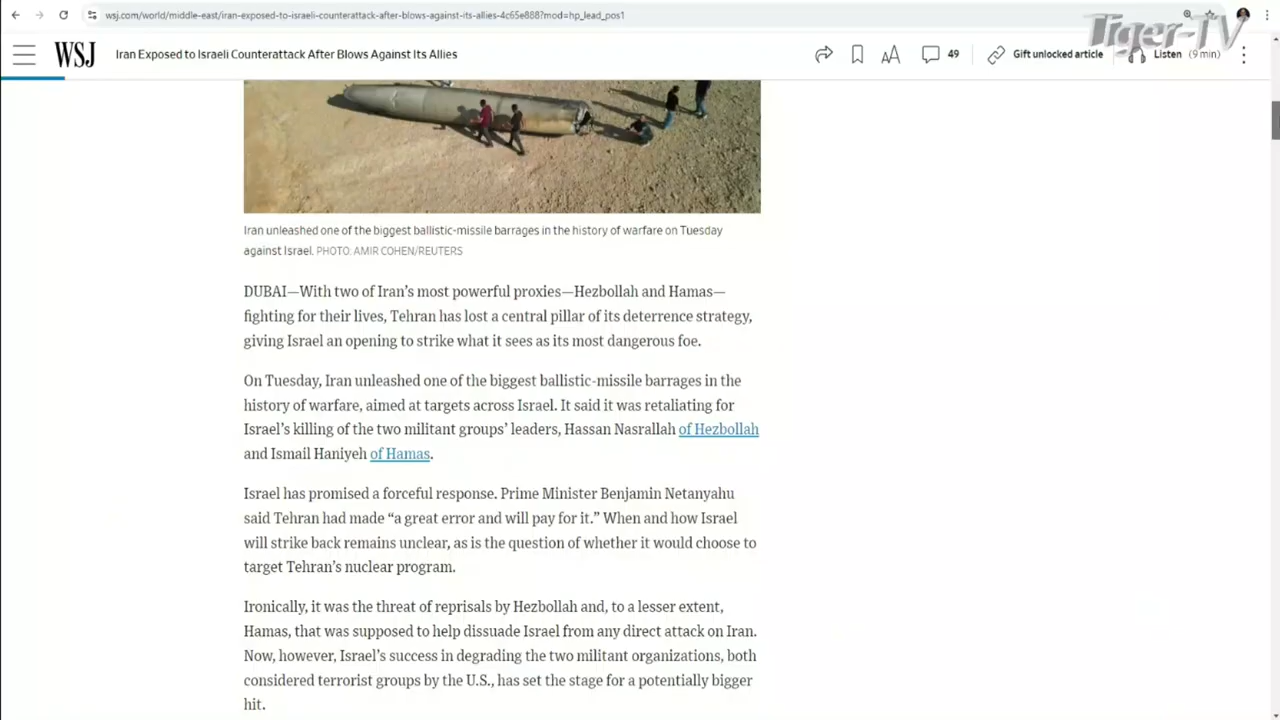 wsj.com/world/middle-east/iran-exposed-to-israeli-counterattack-after-blows-against-its-allies-4c65e888?mod=hp_lead_pos1
Tiger-TV
WSJ Iran Exposed to Israeli Counterattack After Blows Against Its Allies AA 49 Gift unlocked article Listen (9 min)
Iran unleashed one of the biggest ballistic-missile barrages in the history of warfare on Tuesday
against Israel. PHOTO: AMIR COHEN/REUTERS
DUBAI—With two of Iran’s most powerful proxies—Hezbollah and Hamas—
fighting for their lives, Tehran has lost a central pillar of its deterrence strategy,
giving Israel an opening to strike what it sees as its most dangerous foe.
On Tuesday, Iran unleashed one of the biggest ballistic-missile barrages in the
history of warfare, aimed at targets across Israel. It said it was retaliating for
Israel’s killing of the two militant groups’ leaders, Hassan Nasrallah of Hezbollah
and Ismail Haniyeh of Hamas.
Israel has promised a forceful response. Prime Minister Benjamin Netanyahu
said Tehran had made “a great error and will pay for it.” When and how Israel
will strike back remains unclear, as is the question of whether it would choose to
target Tehran’s nuclear program.
Ironically, it was the threat of reprisals by Hezbollah and, to a lesser extent,
Hamas, that was supposed to help dissuade Israel from any direct attack on Iran.
Now, however, Israel’s success in degrading the two militant organizations, both
considered terrorist groups by the U.S., has set the stage for a potentially bigger
hit.